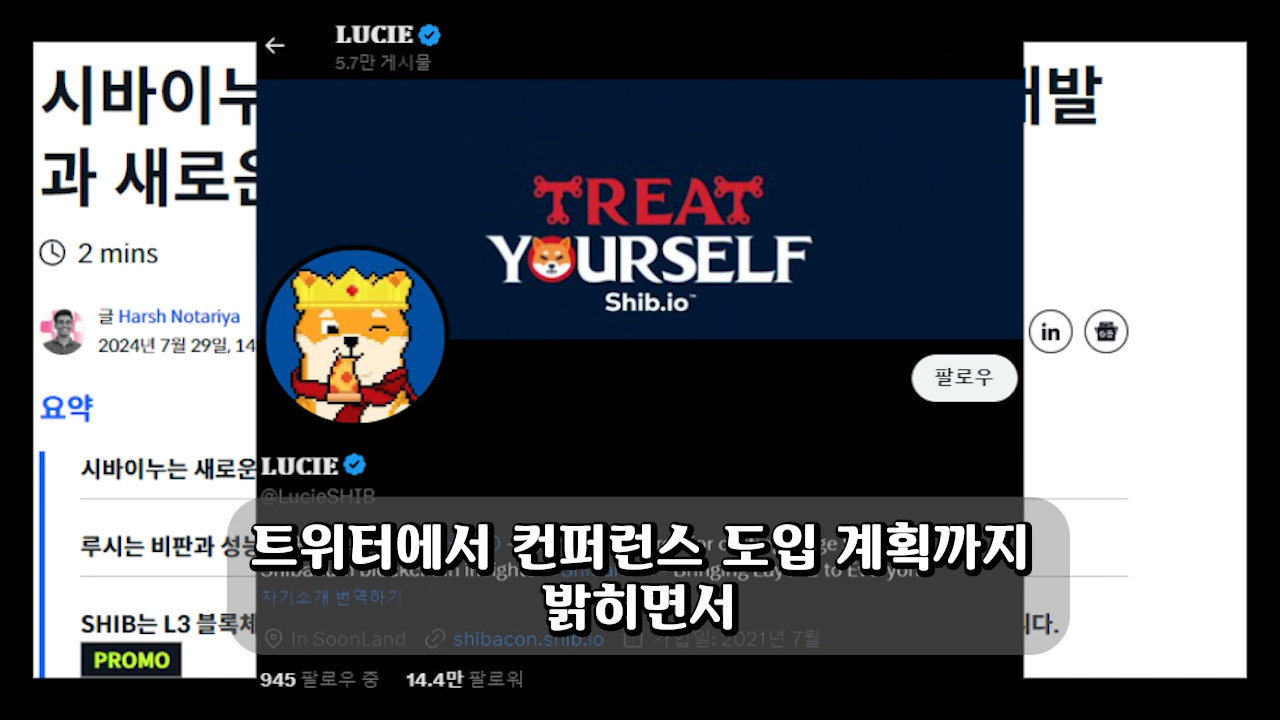 LUCIE
5.7만 게시물
시바이누
개발
과 새로운
TREAT
YOURSELF
Shib.io™
2 mins
글 Harsh Notariya
2024년 7월 29일, 14
in
팔로우
요약
LUCIE
@LucieSHIB
시바이누는 새로운
루시는 비판과 성능
트위터에서 컨퍼런스 도입 계획까지
밝히면서
자기소개 번역하기
SHIB는 L3 블록체
니다.
In SoonLand shibacon.shib.io 가입일: 2021년 7월
PROMO
945 팔로우 중 14.4만 팔로워